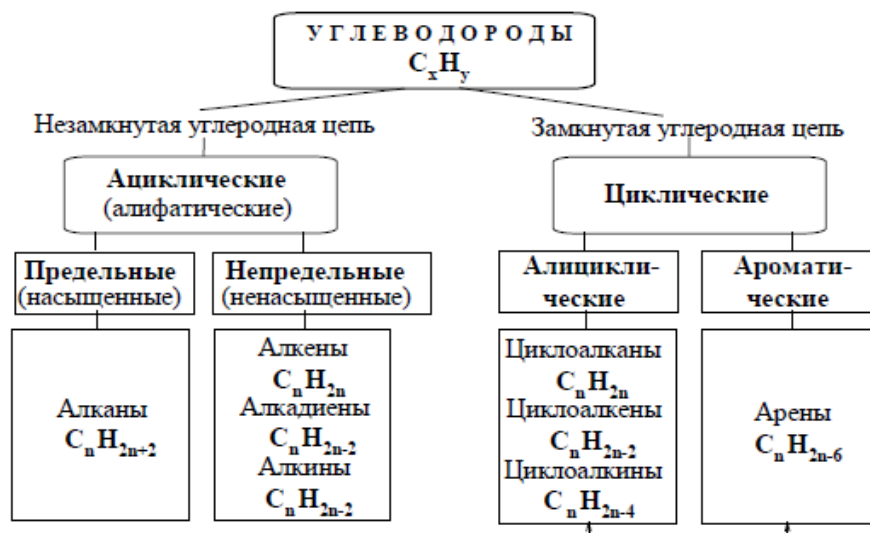 УГЛЕВОДОРОДЫ
CxHy
Незамкнутая углеродная цепь
Замкнутая углеродная цепь
Ациклические
(алифатические)
Циклические
Предельные
(насыщенные)
Непредельные
(ненасыщенные)
Алицикли-
ческие
Аромати-
ческие
Алканы
CnH2n+2
Алкены
CnH2n
Алкадиены
CnH2n-2
Алкины
CnH2n-2
Циклоалканы
CnH2n
Циклоалкены
CnH2n-2
Циклоалкины
CnH2n-4
Арены
CnH2n-6